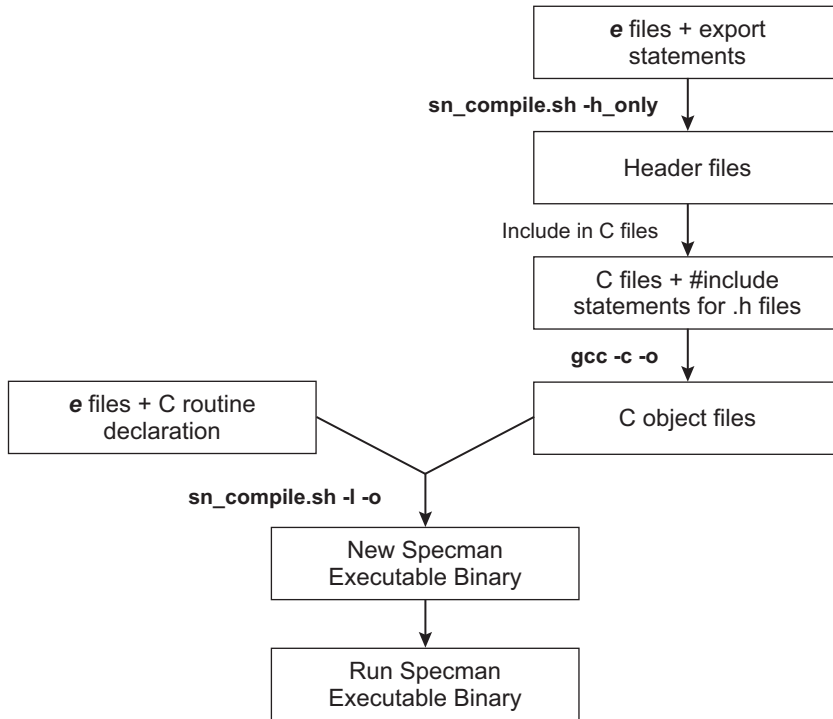 e files + export
statements
sn_compile.sh -h_only
Header files
Include in C files
C files + #include
statements for .h files
gcc -c -o
e files + C routine
declaration
C object files
sn_compile.sh -l -o
New Specman
Executable Binary
Run Specman
Executable Binary